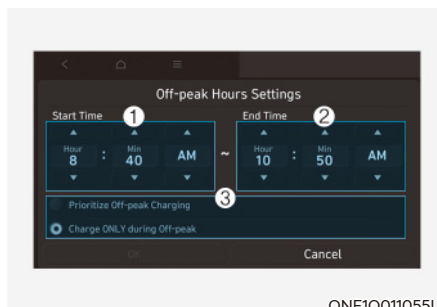 Off-peak Hours Settings
Start Time 1 End Time 2
Hour Min Hour Min
8 : 40 AM ~ 10 : 50 AM
3
Prioritize Off-peak Charging
Charge ONLY during Off-peak
OK Cancel